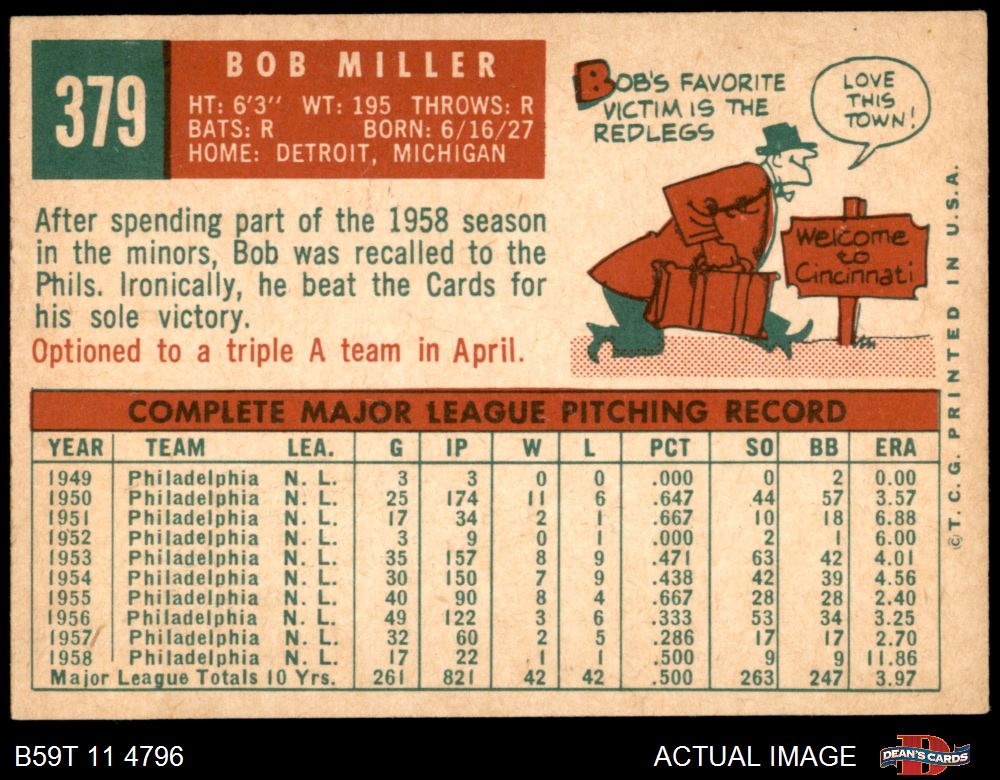 379
BOB MILLER
HT: 6'3" WT: 195 THROWS: R
BATS: R BORN: 6/16/27
HOME: DETROIT, MICHIGAN
BOB'S FAVORITE
VICTIM IS THE
REDLEGS
LOVE
THIS
TOWN!
Welcome
to
Cincinnati
After spending part of the 1958 season
in the minors, Bob was recalled to the
Phils. Ironically, he beat the Cards for
his sole victory.
Optioned to a triple A team in April.
COMPLETE MAJOR LEAGUE PITCHING RECORD
YEAR TEAM LEA. G IP W L PCT SO BB ERA
1949 Philadelphia N. L. 3 3 0 0 .000 0 2 0.00
1950 Philadelphia N. L. 25 174 11 6 .647 44 57 3.57
1951 Philadelphia N. L. 17 34 2 1 .667 10 18 6.88
1952 Philadelphia N. L. 3 9 0 1 .000 2 1 6.00
1953 Philadelphia N. L. 35 157 8 9 .471 63 42 4.01
1954 Philadelphia N. L. 30 150 7 9 .438 42 39 4.56
1955 Philadelphia N. L. 40 90 8 4 .667 28 28 2.40
1956 Philadelphia N. L. 49 122 3 6 .333 53 34 3.25
1957 Philadelphia N. L. 32 60 2 5 .286 17 17 2.70
1958 Philadelphia N. L. 17 22 1 1 .500 9 9 11.86
Major League Totals 10 Yrs. 261 821 42 42 .500 263 247 3.97
© T. C. G. PRINTED IN U. S. A.
B59T 11 4796
ACTUAL IMAGE
DEAN'S CARDS